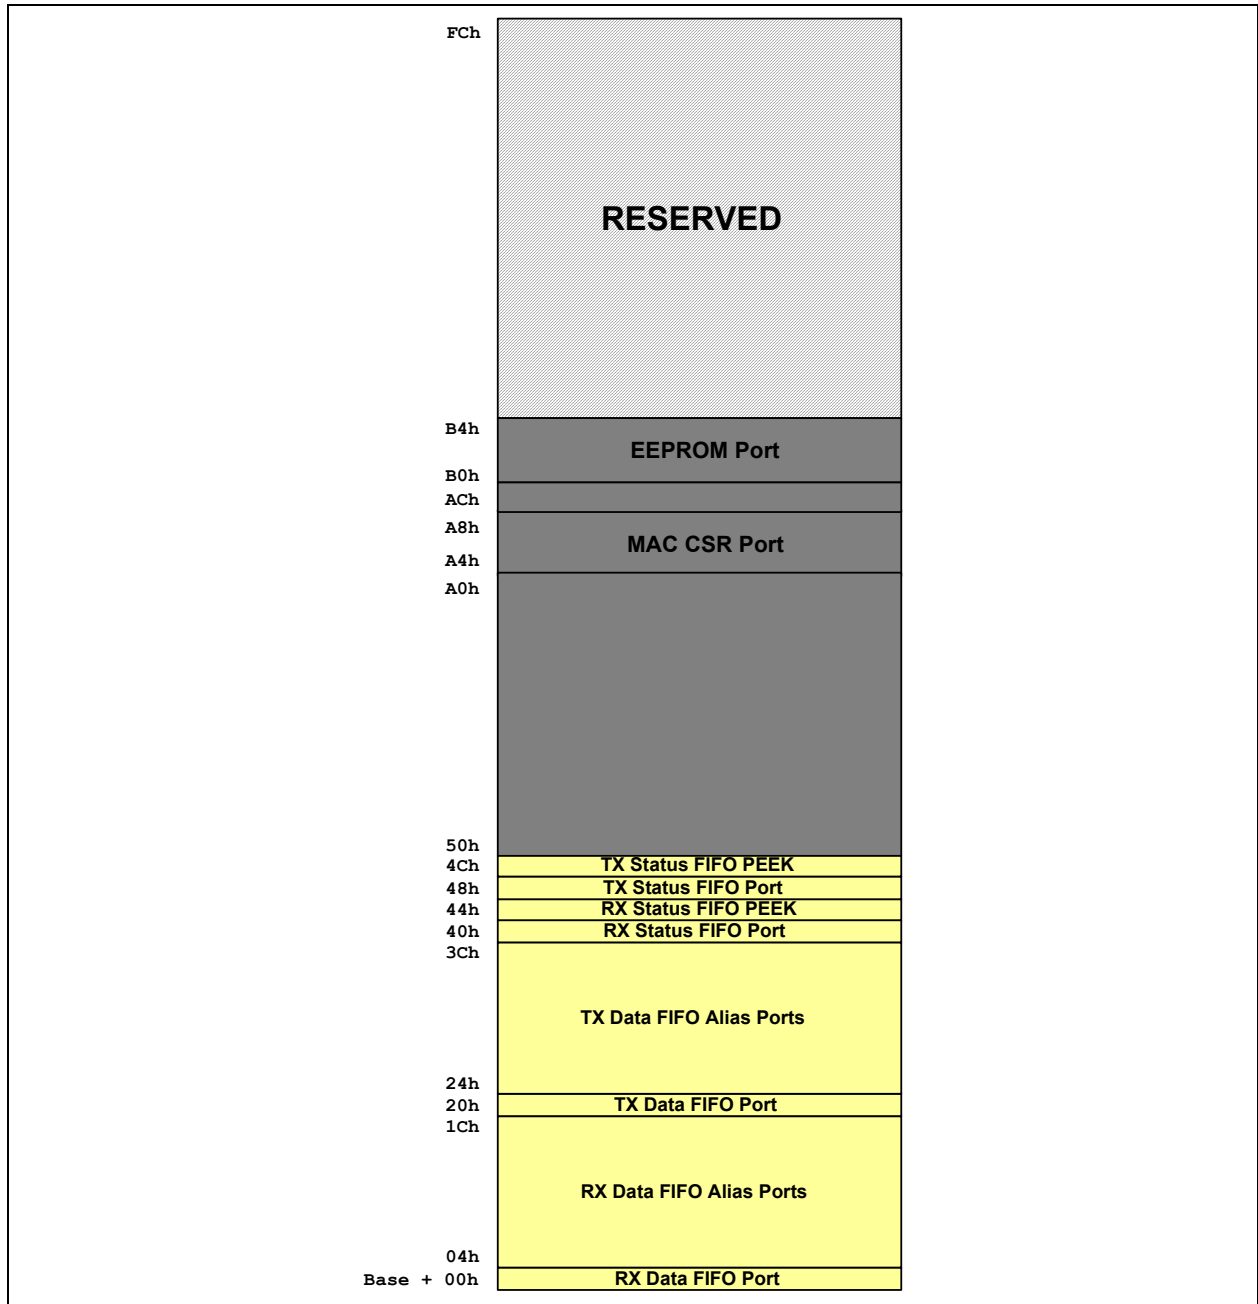 FCh
RESERVED
B4h
EEPROM Port
B0h
ACh
A8h
MAC CSR Port
A4h
A0h
50h
4Ch TX Status FIFO PEEK
48h TX Status FIFO Port
44h RX Status FIFO PEEK
40h RX Status FIFO Port
3Ch
TX Data FIFO Alias Ports
24h
20h TX Data FIFO Port
1Ch
RX Data FIFO Alias Ports
04h
Base + 00h RX Data FIFO Port